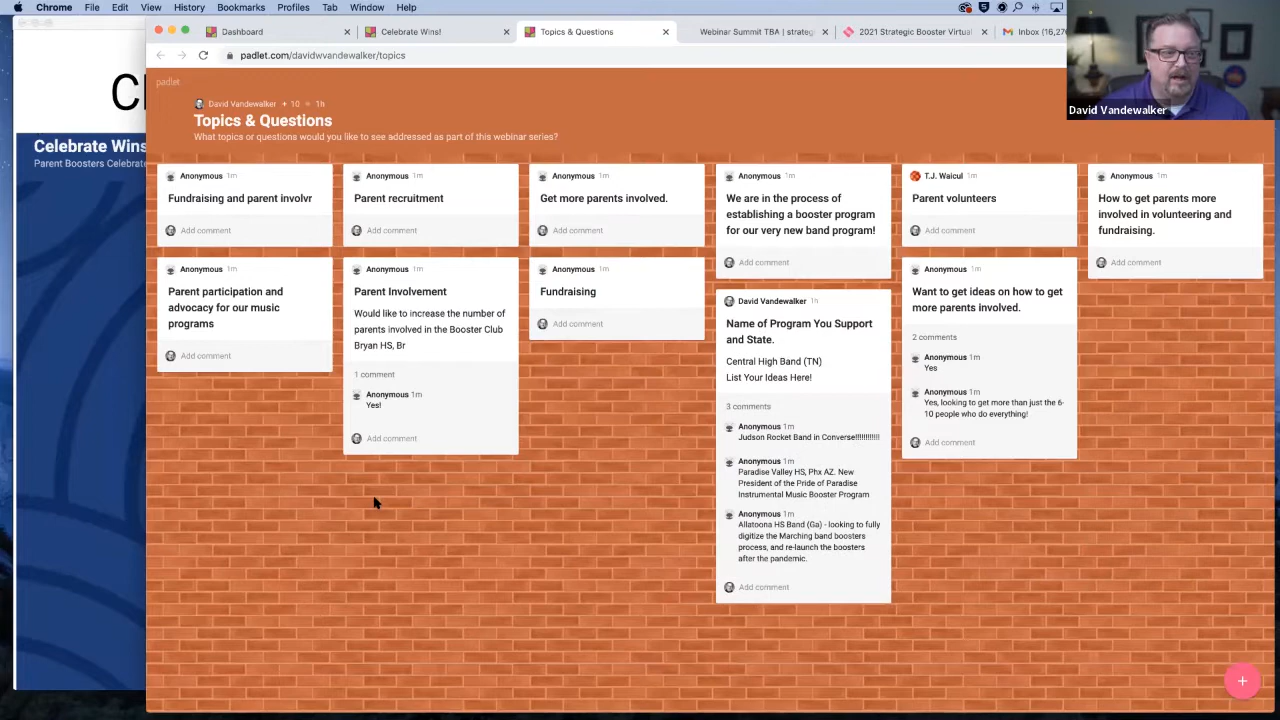 Chrome File Edit View History Bookmarks Profiles Tab Window Help
Dashboard
Celebrate Wins!
Topics & Questions
Webinar Summit TBA | strateg
2021 Strategic Booster Virtual
Inbox (16,27
padlet.com/davidwvandewalker/topics
C
Celebrate Wins
Parent Boosters Celebrate
padlet
David Vandewalker + 10 1h
Topics & Questions
What topics or questions would you like to see addressed as part of this webinar series?
David Vandewalker
Anonymous 1m
Fundraising and parent involvr
Add comment
Anonymous 1m
Parent participation and
advocacy for our music
programs
Add comment
Anonymous 1m
Parent recruitment
Add comment
Anonymous 1m
Parent Involvement
Would like to increase the number of
parents involved in the Booster Club
Bryan HS, Br
1 comment
Anonymous 1m
Yes!
Add comment
Anonymous 1m
Get more parents involved.
Add comment
Anonymous 1m
Fundraising
Add comment
Anonymous 1m
We are in the process of
establishing a booster program
for our very new band program!
Add comment
David Vandewalker 1h
Name of Program You Support
and State.
Central High Band (TN)
List Your Ideas Here!
3 comments
Anonymous 1m
Judson Rocket Band in Converse!!!!!!!!!!!!
Anonymous 1m
Paradise Valley HS, Phx AZ. New
President of the Pride of Paradise
Instrumental Music Booster Program
Anonymous 1m
Allatoona HS Band (Ga) - looking to fully
digitize the Marching band boosters
process, and re-launch the boosters
after the pandemic.
Add comment
T.J. Waicul 1m
Parent volunteers
Add comment
Anonymous 1m
Want to get ideas on how to get
more parents involved.
2 comments
Anonymous 1m
Yes
Anonymous 1m
Yes, looking to get more than just the 6-
10 people who do everything!
Add comment
Anonymous 1m
How to get parents more
involved in volunteering and
fundraising.
Add comment